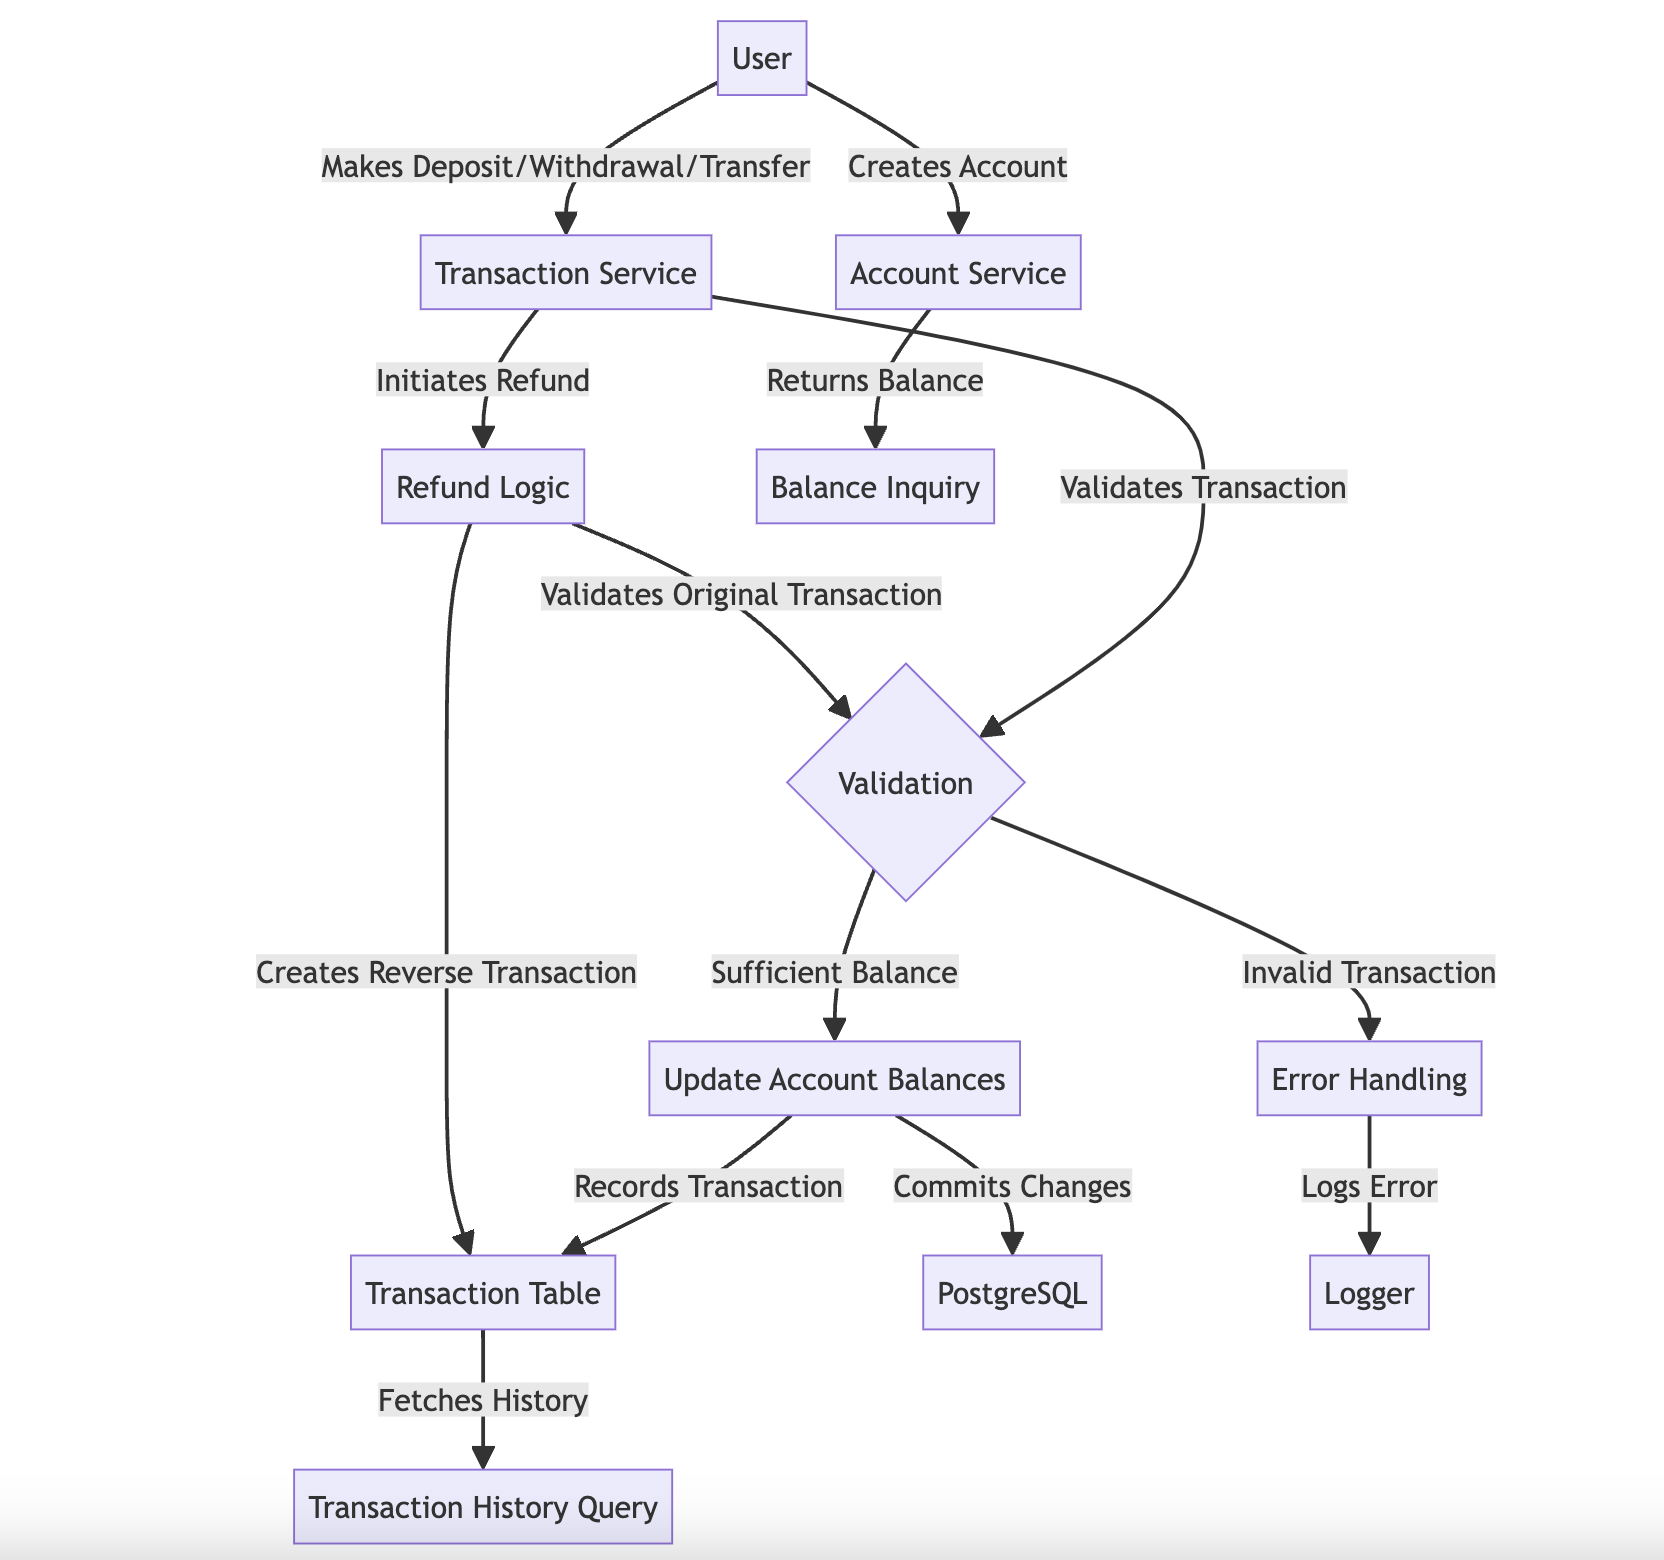 User
Makes Deposit/Withdrawal/Transfer
Creates Account
Transaction Service
Account Service
Initiates Refund
Returns Balance
Refund Logic
Balance Inquiry
Validates Transaction
Validates Original Transaction
Validation
Creates Reverse Transaction
Sufficient Balance
Invalid Transaction
Update Account Balances
Error Handling
Records Transaction
Commits Changes
Logs Error
Transaction Table
PostgreSQL
Logger
Fetches History
Transaction History Query